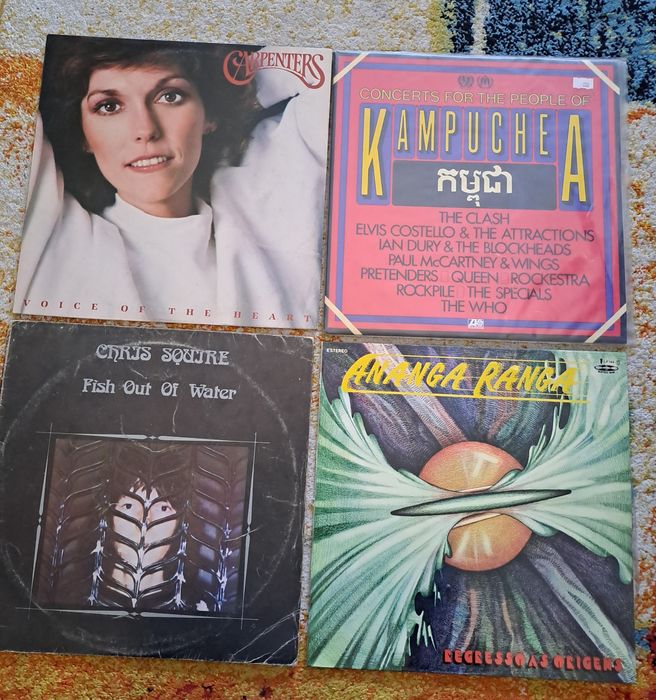 CARPENTERS
VOICE OF THE HEART
CONCERTS FOR THE PEOPLE OF
KAMPUCHEA
កម្ពុជា
THE CLASH
ELVIS COSTELLO & THE ATTRACTIONS
IAN DURY & THE BLOCKHEADS
PAUL McCARTNEY & WINGS
PRETENDERS QUEEN ROCKESTRA
ROCKPILE THE SPECIALS
THE WHO
CHRIS SQUIRE
Fish Out Of Water
ESTEREO
ANANGA RANGA
REGRESSO AS ORIGENS